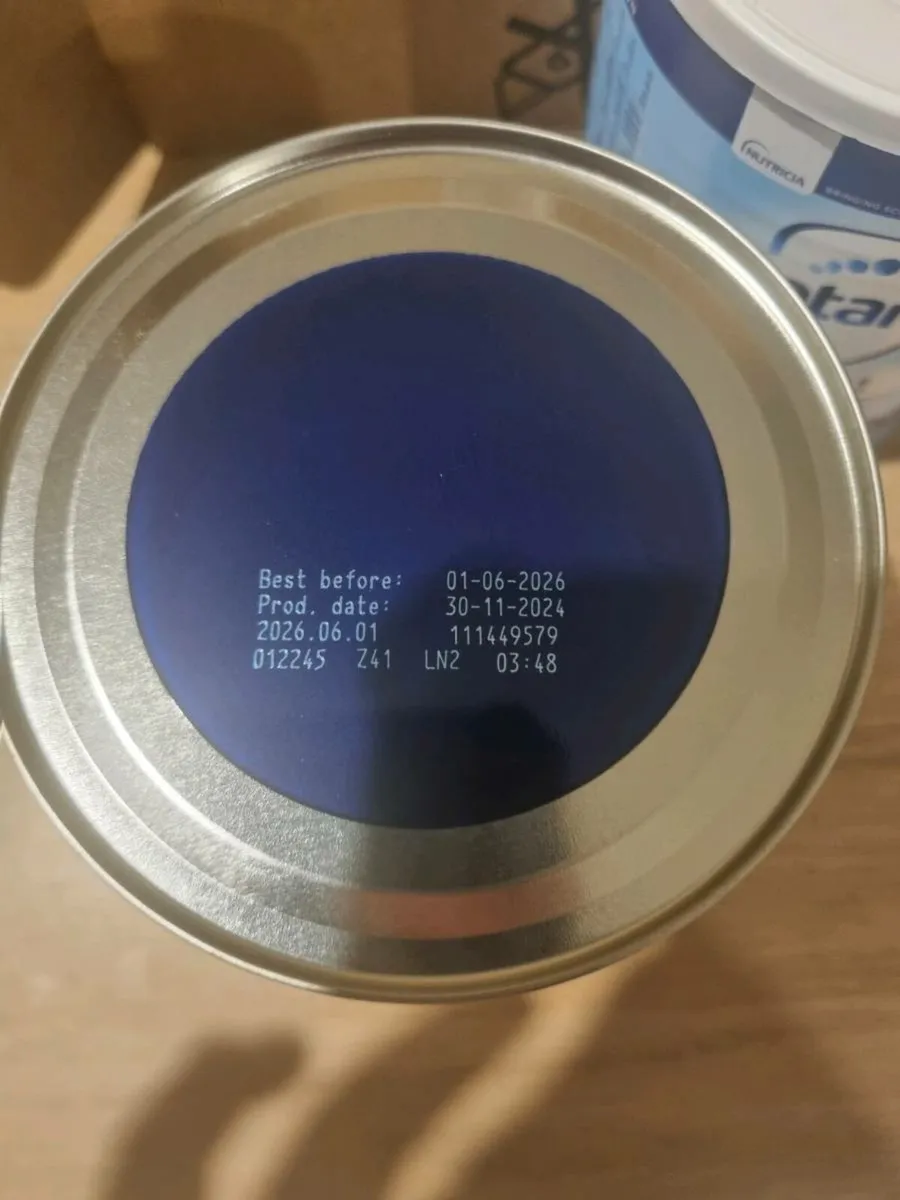 NUTRICIA
Best before: 01-06-2026
Prod. date: 30-11-2024
2026.06.01 111449579
012245 Z41 LN2 03:48